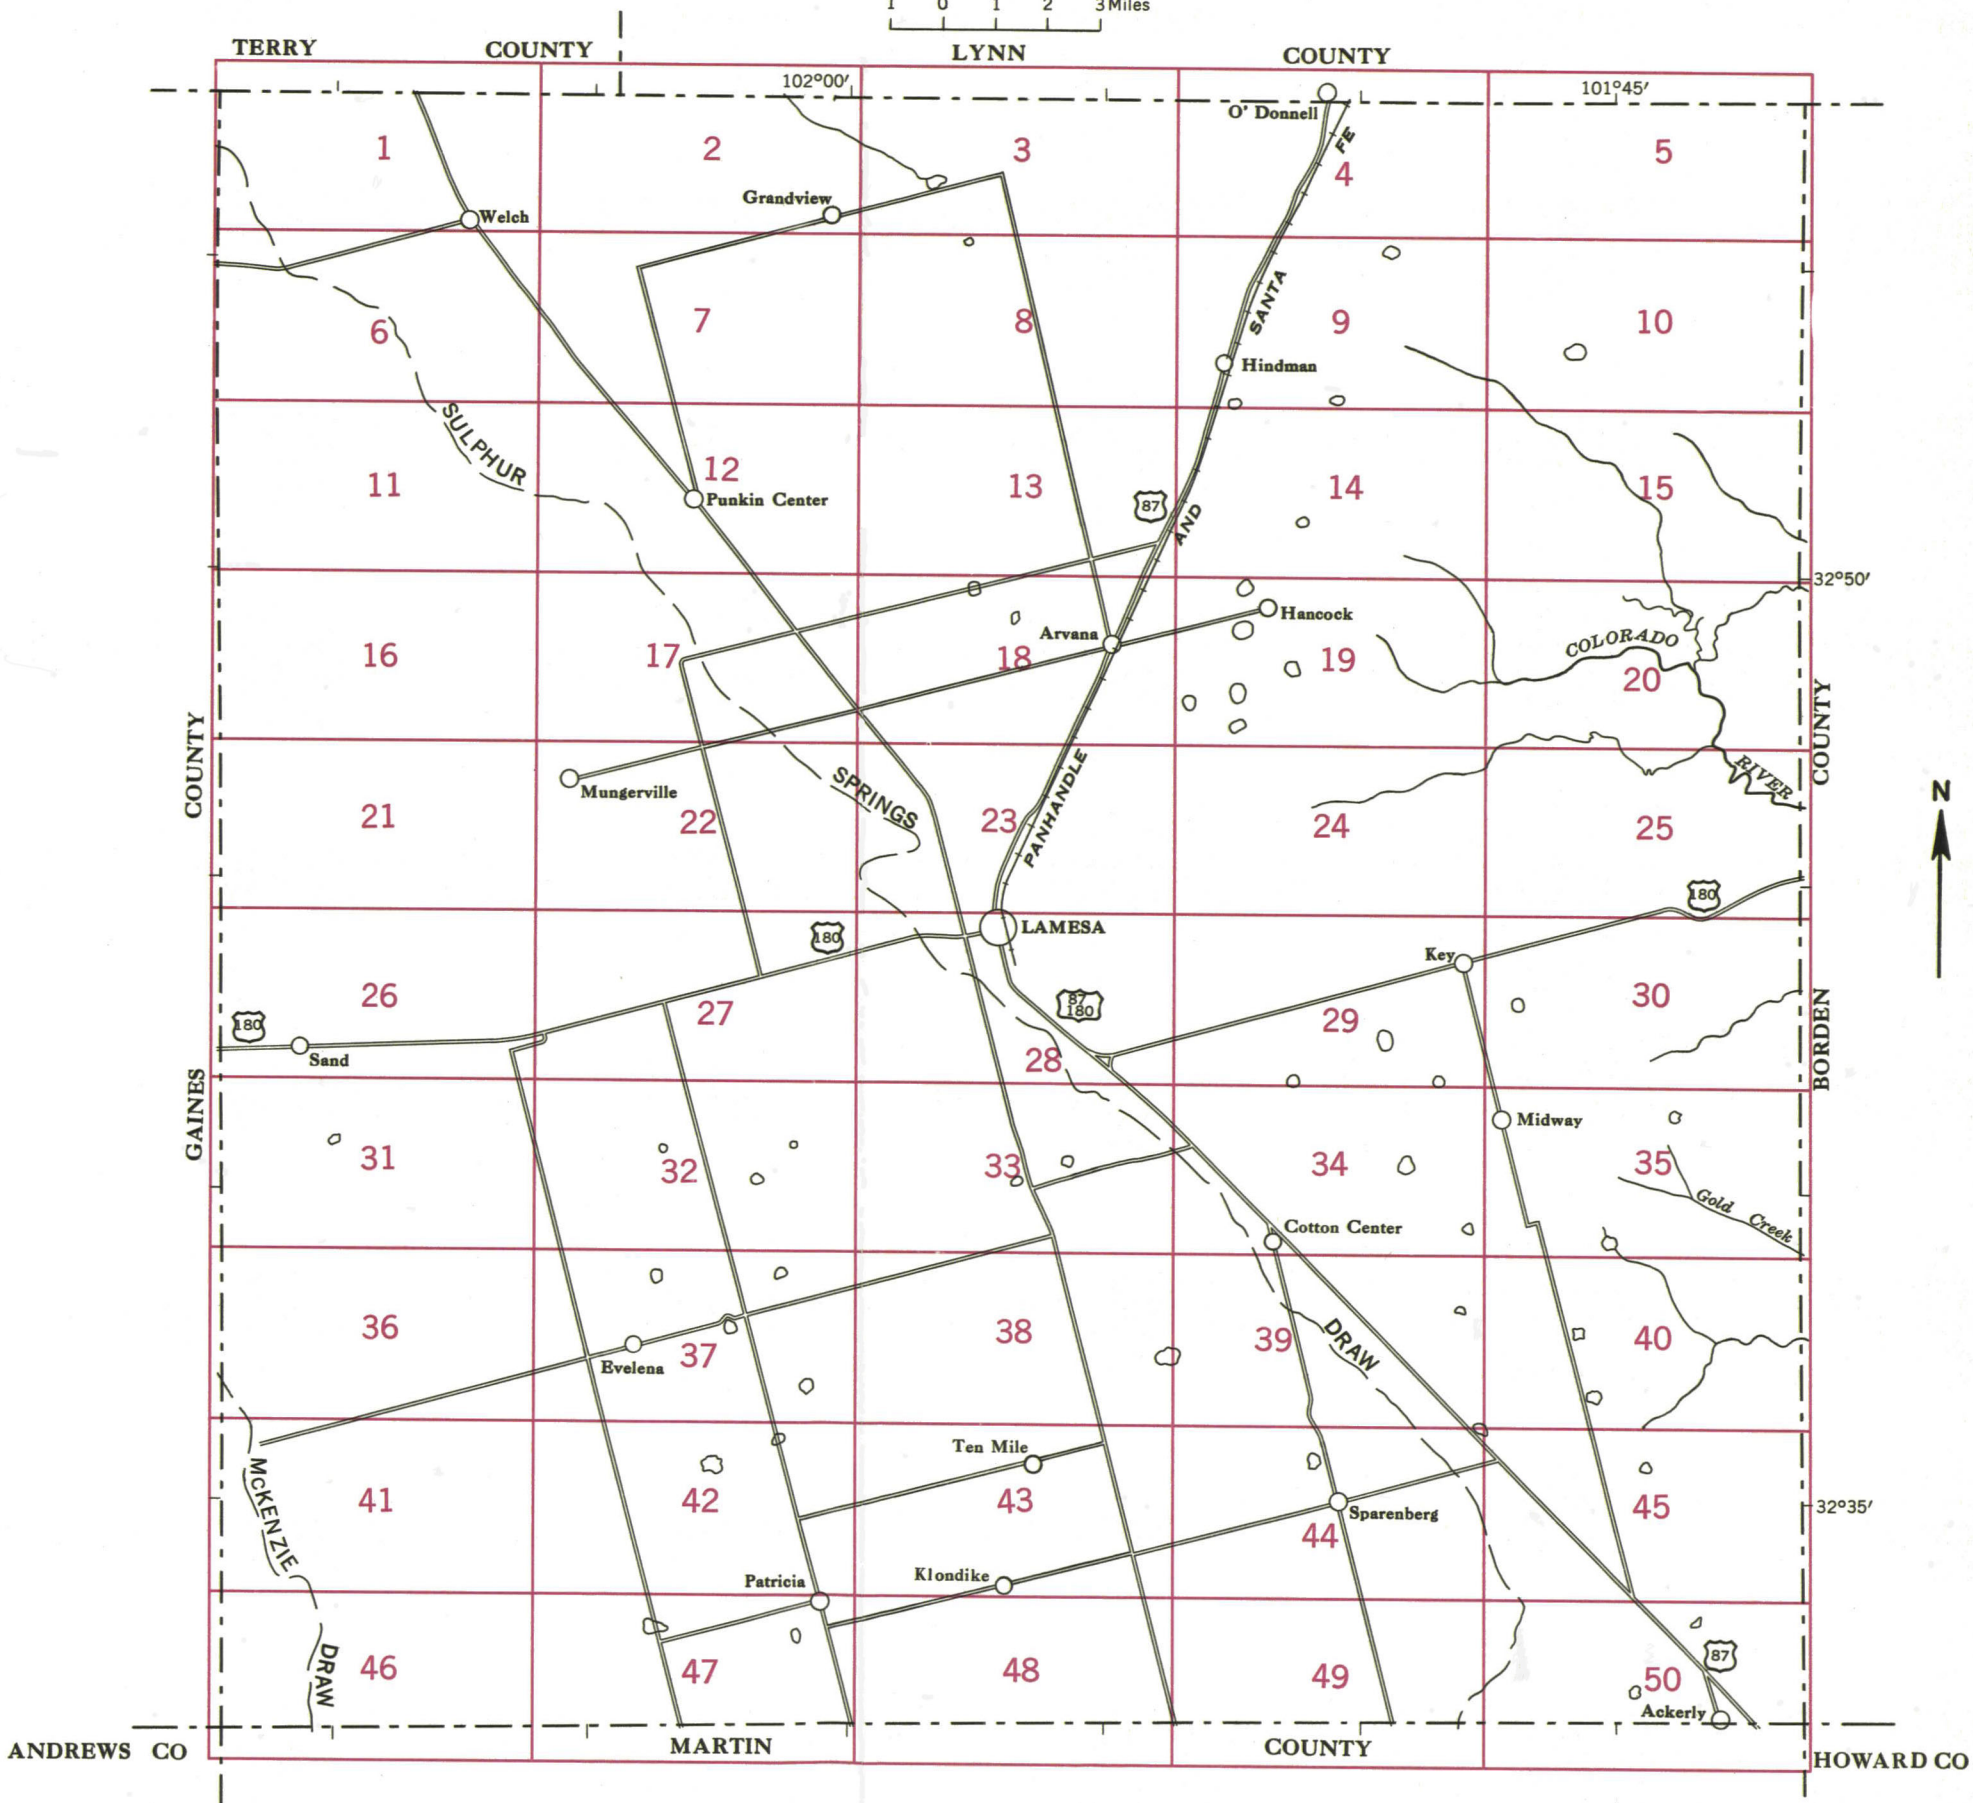 1 0 1 2 3 Miles
TERRY COUNTY LYNN COUNTY
102°00′ 101°45′
O' Donnell
FE
1 2 3 4 5
Grandview
Welch
SANTA
6 7 8 9 10
Hindman
SULPHUR
11 12 13 14 15
Punkin Center
87
AND
32°50′
Hancock
Arvana
COLORADO
16 17 18 19 20
COUNTY
COUNTY
RIVER
PANHANDLE
Mungerville
SPRINGS
N
21 22 23 24 25
180
LAMESA
180
Key
26 27 28 29 30
87
180
180
Sand
BORDEN
GAINES
Midway
31 32 33 34 35
Gold Creek
Cotton Center
36 37 38 39 40
DRAW
Evelena
Ten Mile
McKENZIE
41 42 43 44 45
32°35′
Sparenberg
Klondike
Patricia
DRAW
87
46 47 48 49 50
Ackerly
ANDREWS CO MARTIN COUNTY HOWARD CO